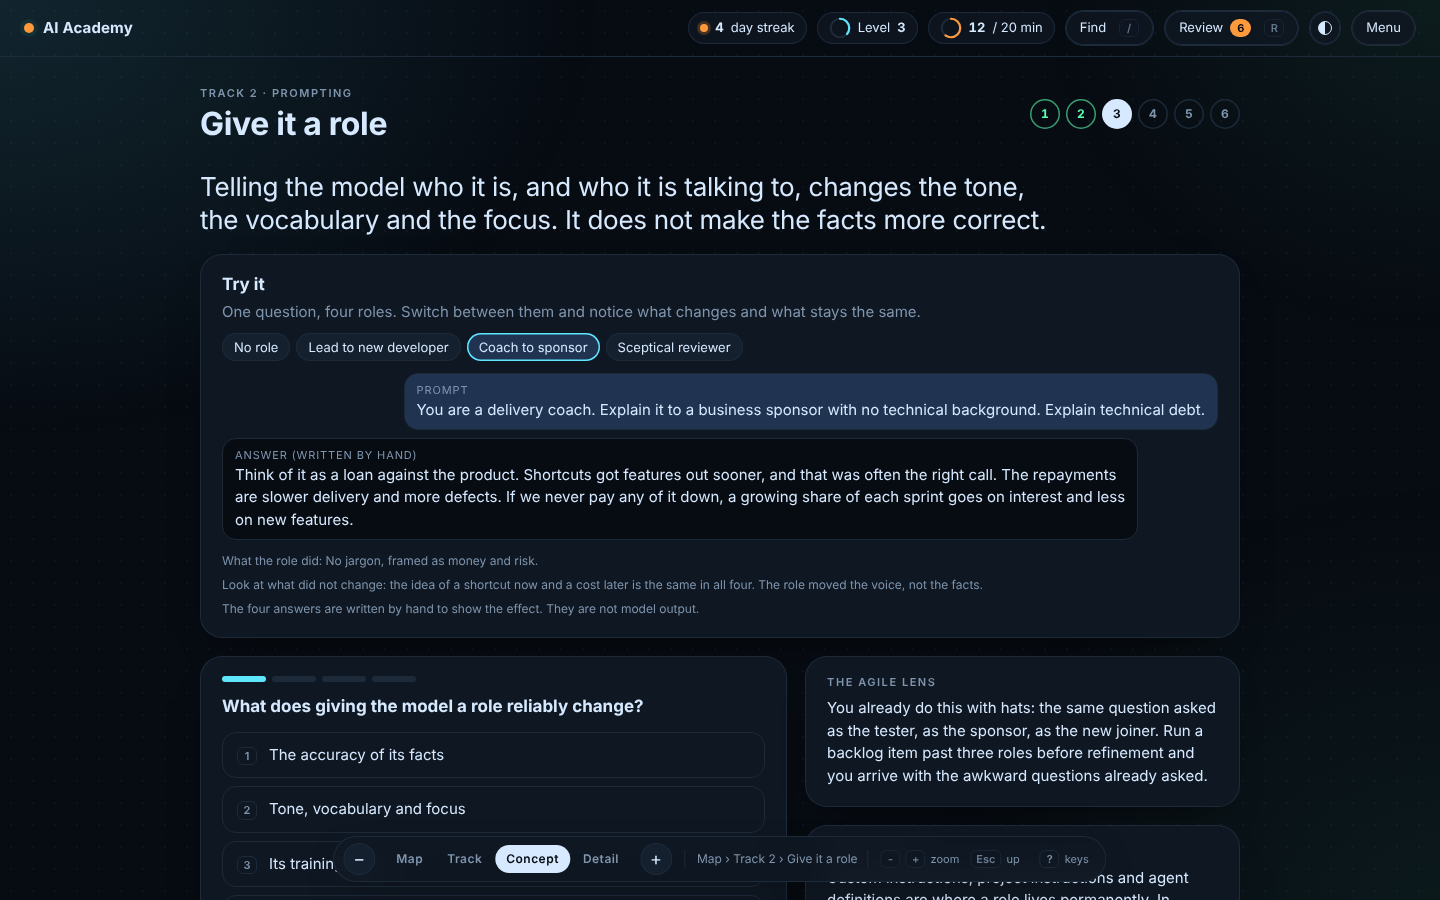 AI Academy
4 day streak
Level 3
12 / 20 min
Find /
Review 6 R
Menu
TRACK 2 · PROMPTING
Give it a role
1 2 3 4 5 6
Telling the model who it is, and who it is talking to, changes the tone,
the vocabulary and the focus. It does not make the facts more correct.
Try it
One question, four roles. Switch between them and notice what changes and what stays the same.
No role
Lead to new developer
Coach to sponsor
Sceptical reviewer
PROMPT
You are a delivery coach. Explain it to a business sponsor with no technical background. Explain technical debt.
ANSWER (WRITTEN BY HAND)
Think of it as a loan against the product. Shortcuts got features out sooner, and that was often the right call. The repayments
are slower delivery and more defects. If we never pay any of it down, a growing share of each sprint goes on interest and less
on new features.
What the role did: No jargon, framed as money and risk.
Look at what did not change: the idea of a shortcut now and a cost later is the same in all four. The role moved the voice, not the facts.
The four answers are written by hand to show the effect. They are not model output.
What does giving the model a role reliably change?
1 The accuracy of its facts
2 Tone, vocabulary and focus
3 Its trainin
THE AGILE LENS
You already do this with hats: the same question asked
as the tester, as the sponsor, as the new joiner. Run a
backlog item past three roles before refinement and
you arrive with the awkward questions already asked.
Custom instructions, project instructions and agent
definitions are where a role lives permanently. In
− Map Track Concept Detail +
Map › Track 2 › Give it a role
- + zoom Esc up ? keys